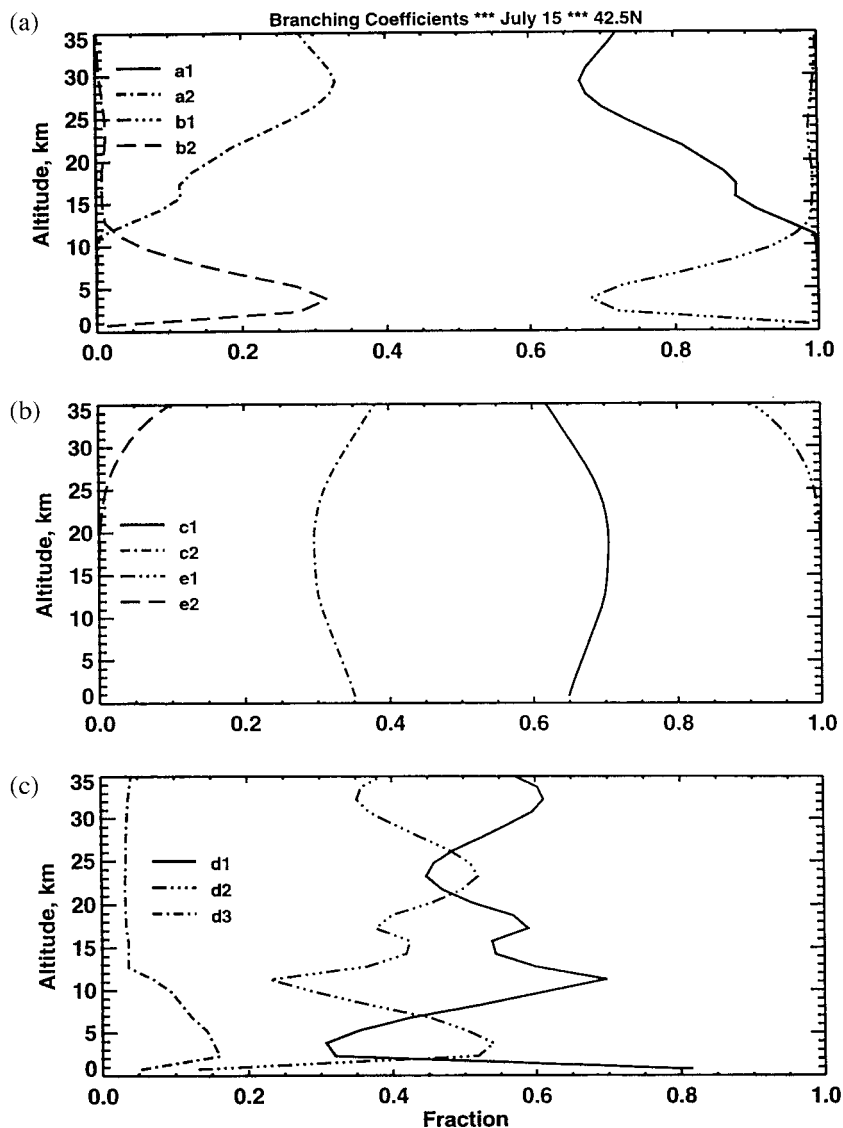 Branching Coefficients *** July 15 *** 42.5N
(a)
Altitude, km
35
30
25
20
15
10
5
0
a1
a2
b1
b2
0.0 0.2 0.4 0.6 0.8 1.0
(b)
Altitude, km
35
30
25
20
15
10
5
0
c1
c2
e1
e2
0.0 0.2 0.4 0.6 0.8 1.0
(c)
Altitude, km
35
30
25
20
15
10
5
0
d1
d2
d3
0.0 0.2 0.4 0.6 0.8 1.0
Fraction